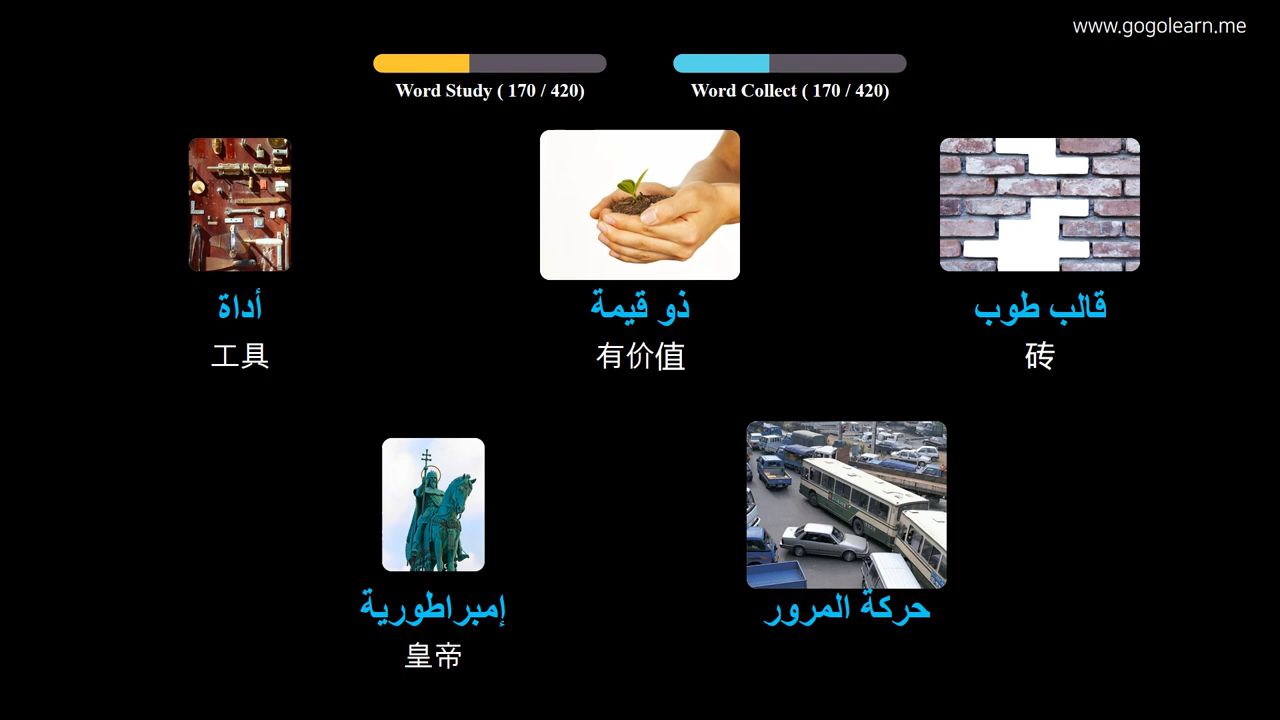 www.gogolearn.me
Word Study ( 170 / 420)
Word Collect ( 170 / 420)
أداة
工具
ذو قيمة
有价值
قالب طوب
砖
إمبراطورية
皇帝
حركة المرور